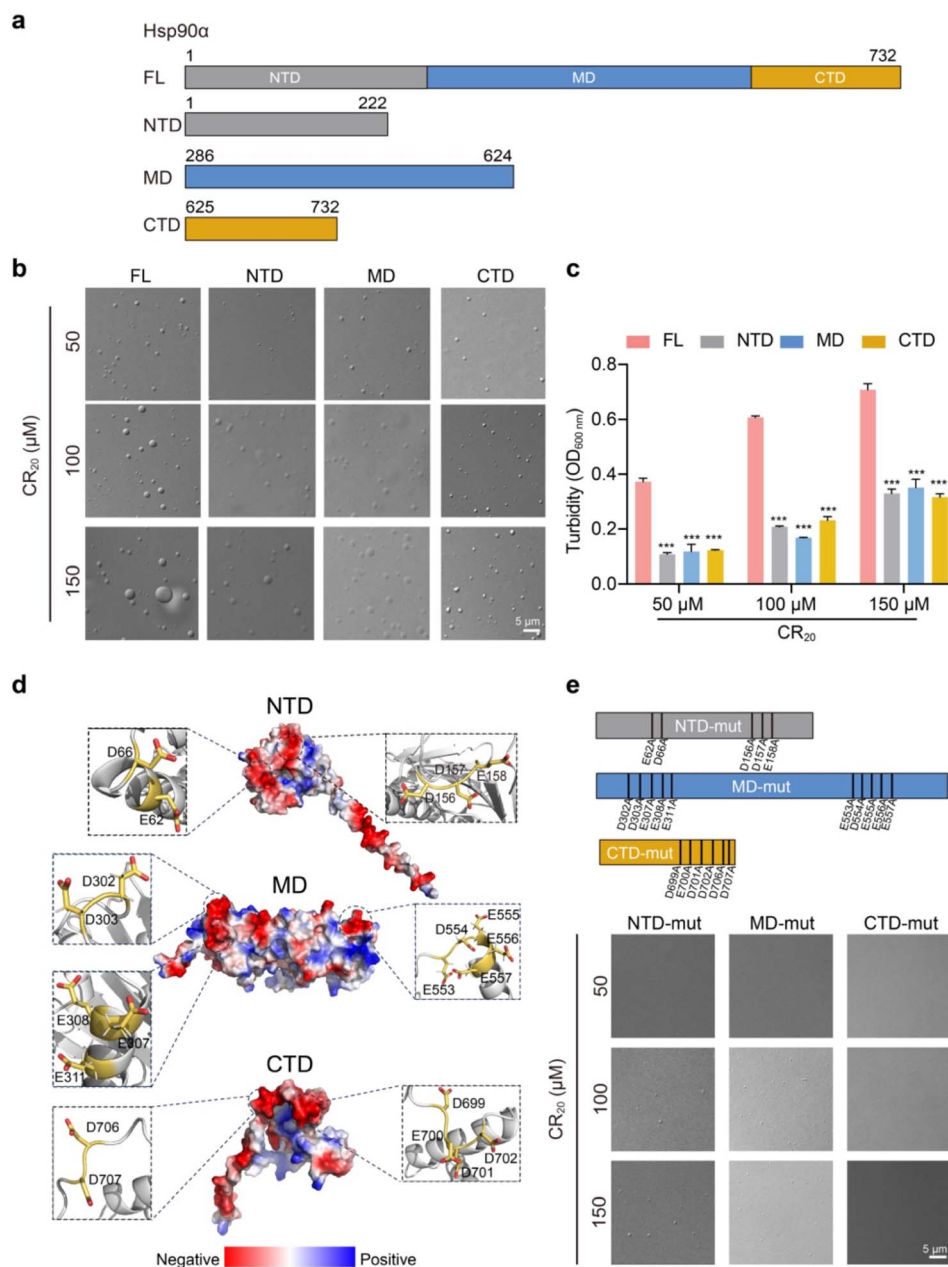 a
Hsp90α
1 732
FL NTD MD CTD
1 222
NTD
286 624
MD
625 732
CTD
b
FL NTD MD CTD
CR20 (µM)
50
100
150
5 µm
c
FL NTD MD CTD
Turbidity (OD600 nm)
0.8
0.6
0.4
0.2
0.0
*** *** ***
*** *** ***
*** *** ***
50 µM 100 µM 150 µM
CR20
d
NTD
D66
E62
D157 E158
D156
MD
D302
D303
E308
E307
E311
E555
D554
E556
E557
E553
CTD
D706
D707
D699
E700
D702
D701
Negative Positive
e
NTD-mut
E62A
D66A
D156A
D157A
E158A
MD-mut
D302A
D303A
E307A
E308A
E311A
E553A
D554A
E555A
E556A
E557A
CTD-mut
D699A
E700A
D701A
D702A
D706A
D707A
NTD-mut MD-mut CTD-mut
CR20 (µM)
50
100
150
5 µm